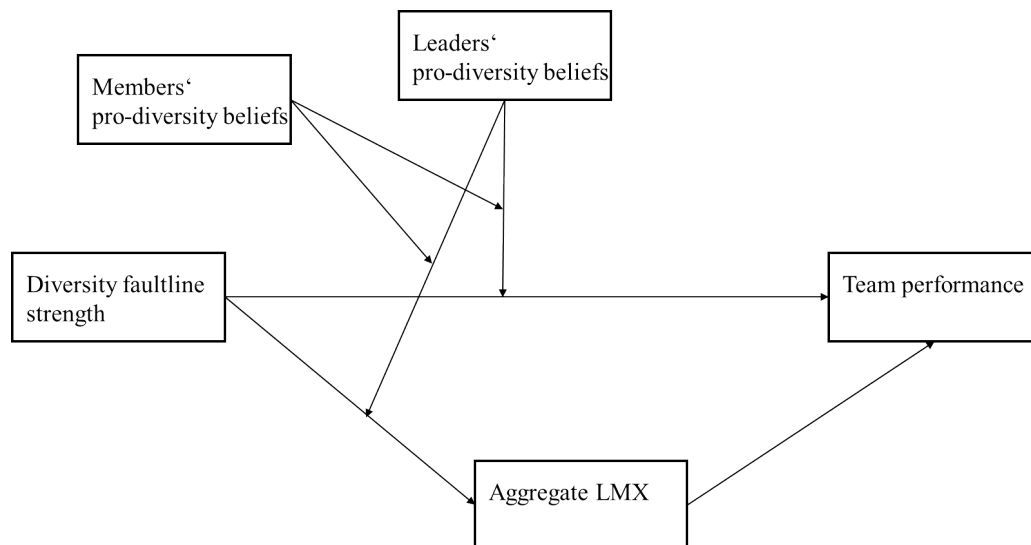 Leaders‘
pro-diversity beliefs
Members‘
pro-diversity beliefs
Diversity faultline
strength
Team performance
Aggregate LMX